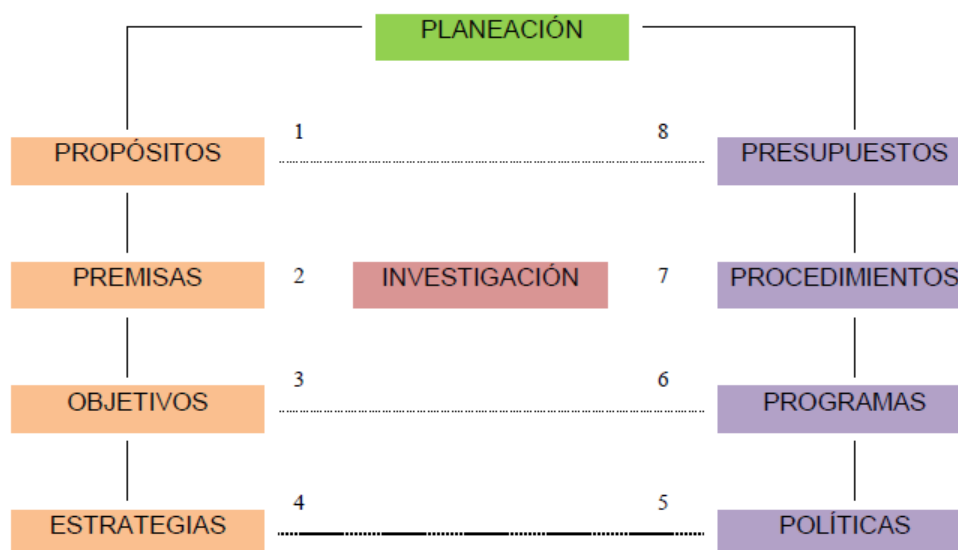 PLANEACIÓN
1
8
PROPÓSITOS
PRESUPUESTOS
PREMISAS
2
INVESTIGACIÓN
7
PROCEDIMIENTOS
3
6
OBJETIVOS
PROGRAMAS
4
5
ESTRATEGIAS
POLÍTICAS